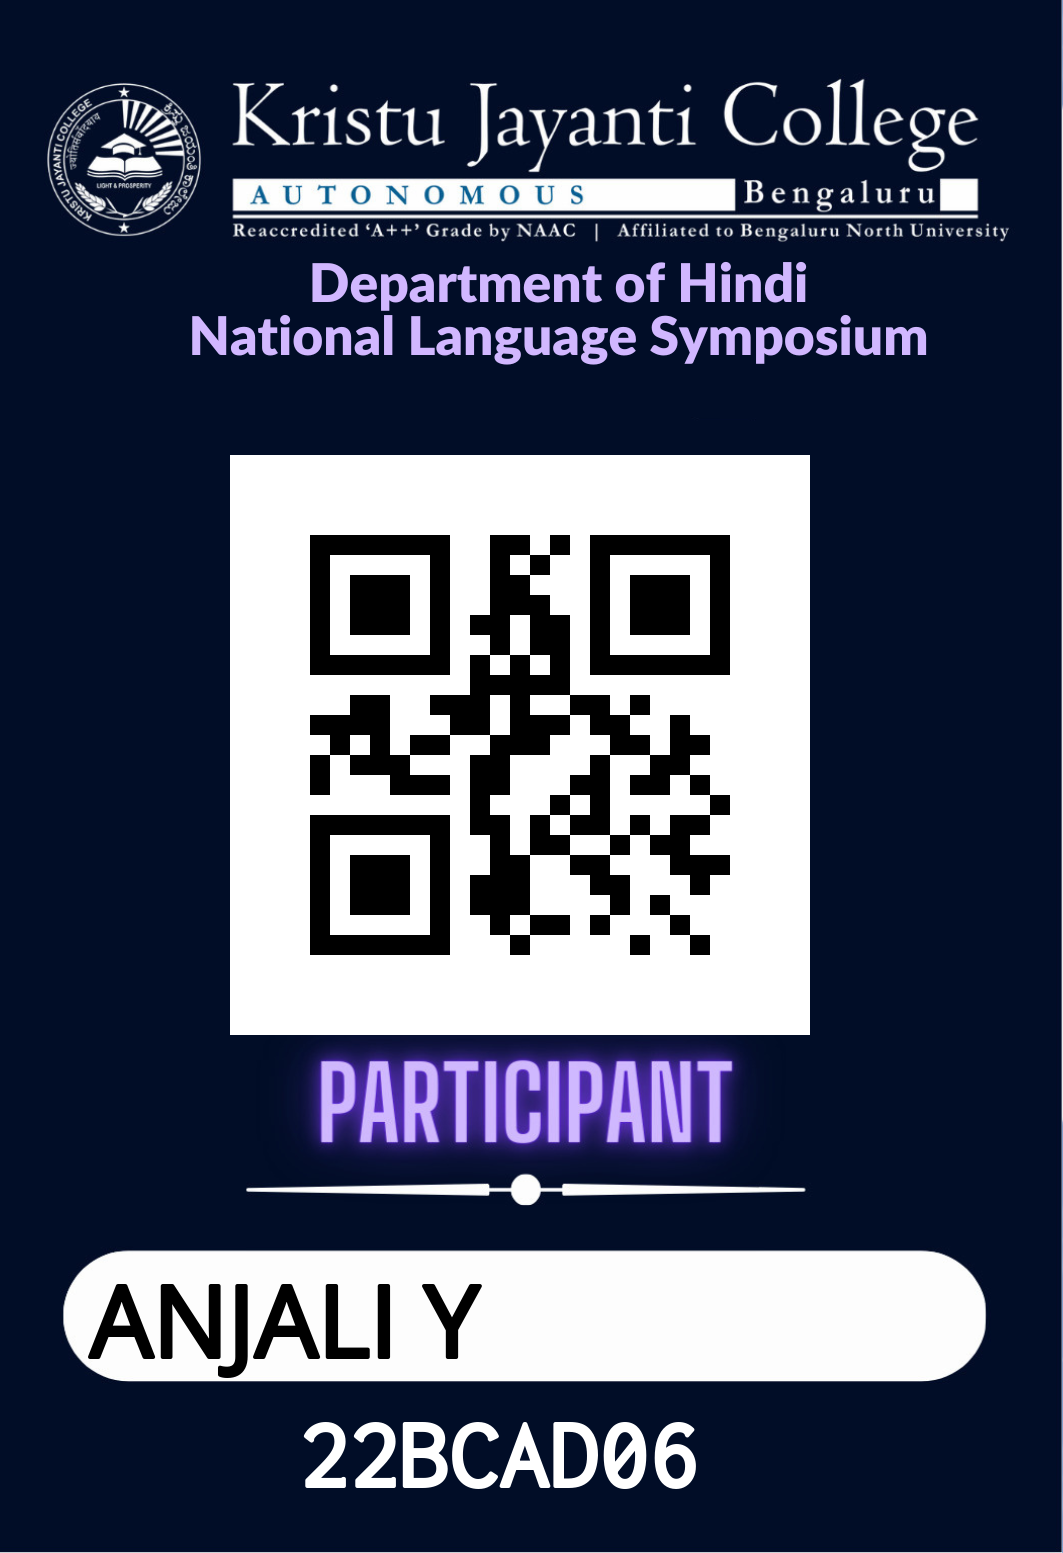 KRISTU JAYANTI COLLEGE
LIGHT & PROSPERITY
Kristu Jayanti College
AUTONOMOUS Bengaluru
Reaccredited ‘A++’ Grade by NAAC | Affiliated to Bengaluru North University
Department of Hindi
National Language Symposium
PARTICIPANT
ANJALI Y
22BCAD06